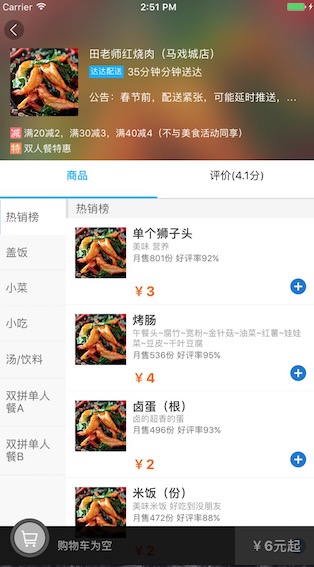 Carrier 2:51 PM
田老师红烧肉（马戏城店）
达达配送 35分钟分钟送达
公告：春节前，配送紧张，可能延时推送，...
减 满20减2，满30减3，满40减4（不与美食活动同享）
特 双人餐特惠
商品 评价(4.1分)
热销榜
盖饭
小菜
小吃
汤/饮料
双拼单人
餐A
双拼单人
餐B
热销榜
单个狮子头
美味 营养
月售801份 好评率92%
￥3
烤肠
午餐头~腐竹~宽粉~金针菇~油菜~红薯~娃娃
菜~豆皮~干叶豆腐
月售536份 好评率95%
￥4
卤蛋（根）
卤的超香的蛋
月售496份 好评率93%
￥2
米饭（份）
美味米饭 好吃到没朋友
月售472份 好评率88%
￥2
购物车为空 ￥6元起